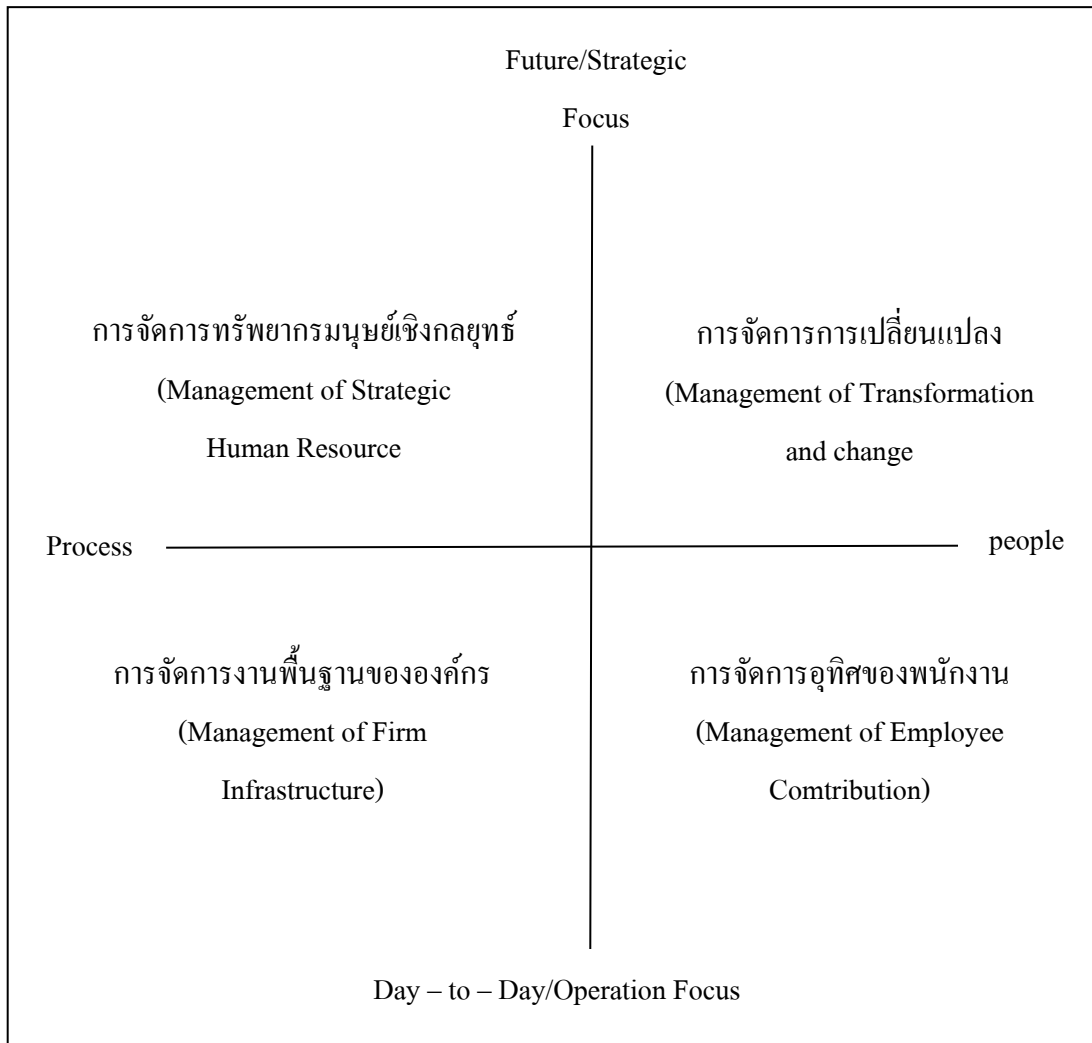 Future/Strategic
Focus
การจัดการทรัพยากรมนุษย์เชิงกลยุทธ์
(Management of Strategic
Human Resource
การจัดการการเปลี่ยนแปลง
(Management of Transformation
and change
Process
people
การจัดการงานพื้นฐานขององค์กร
(Management of Firm
Infrastructure)
การจัดการอุทิศของพนักงาน
(Management of Employee
Comtribution)
Day – to – Day/Operation Focus